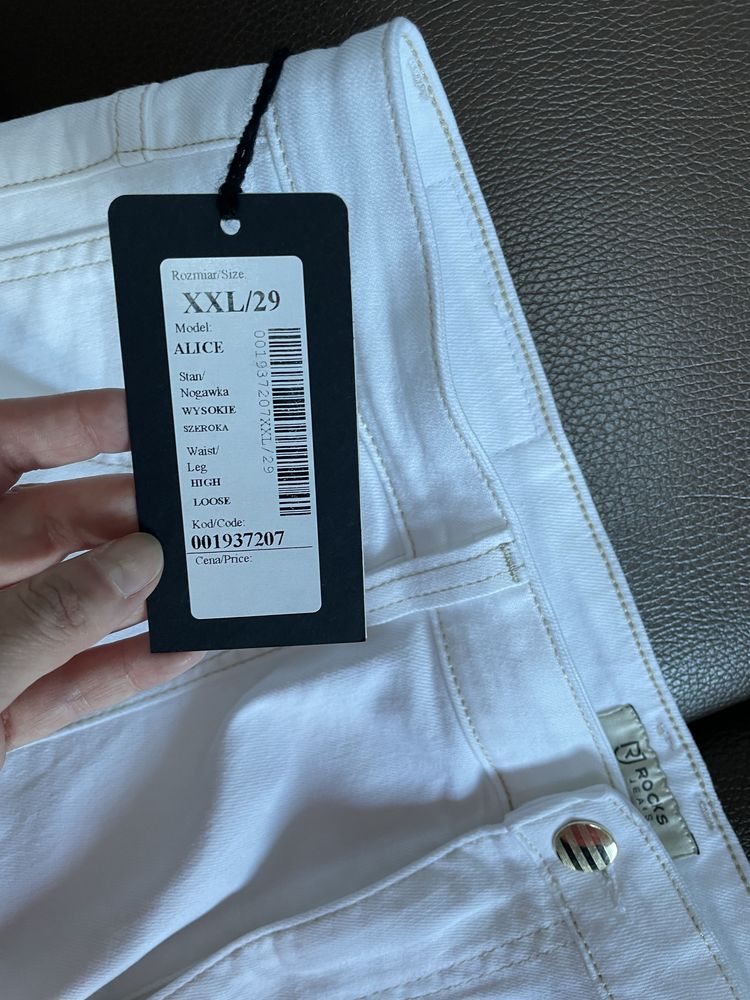 Rozmiar/Size.
XXL/29
Model:
ALICE
Stan/
Nogawka
WYSOKIE
SZEROKA
Waist/
Leg
HIGH
LOOSE
Kod/Code:
001937207
Cena/Price:
001937207XXL/29
R
ROCKS
JEANS